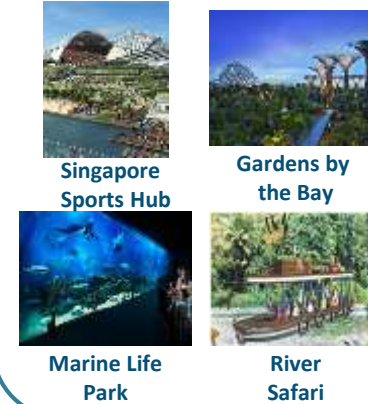 Singapore
Sports Hub
Gardens by
the Bay
Marine Life
Park
River
Safari